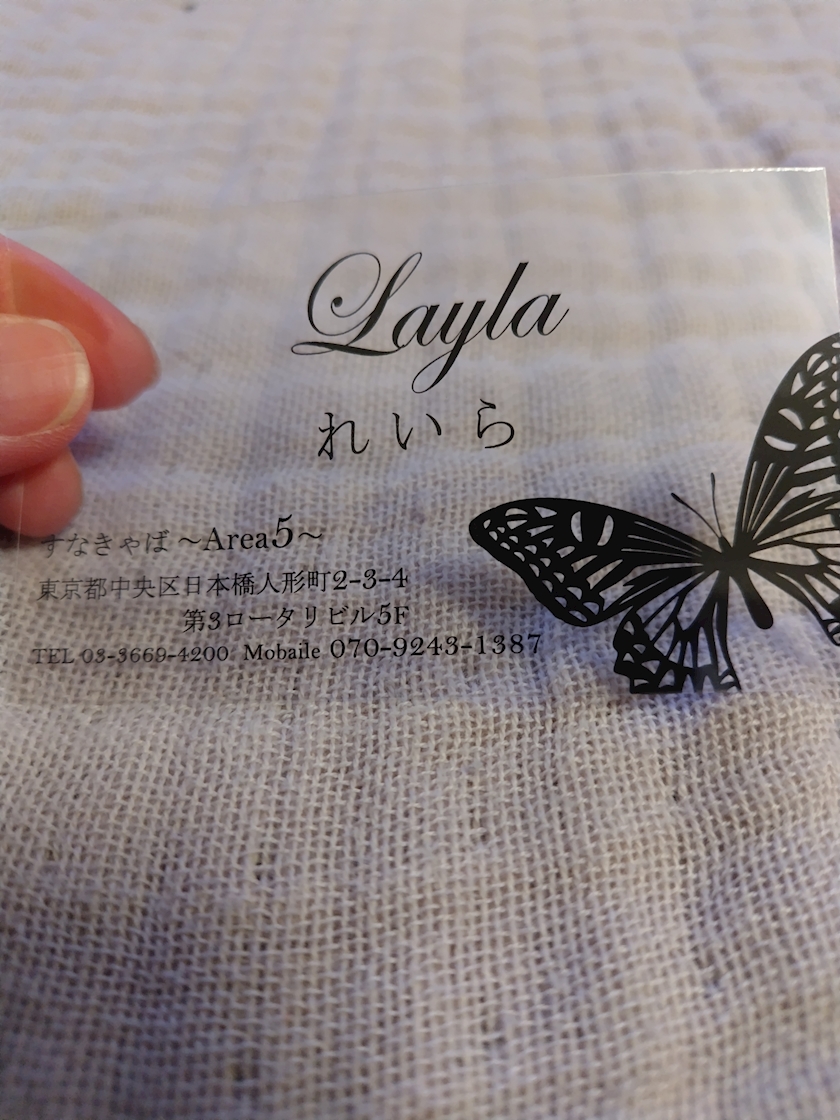 Layla
れいら
すなきゃば ～Area5～
東京都中央区日本橋人形町2-3-4
第3ロータリビル5F
TEL 03-3669-4200 Mobaile 070-9243-1387